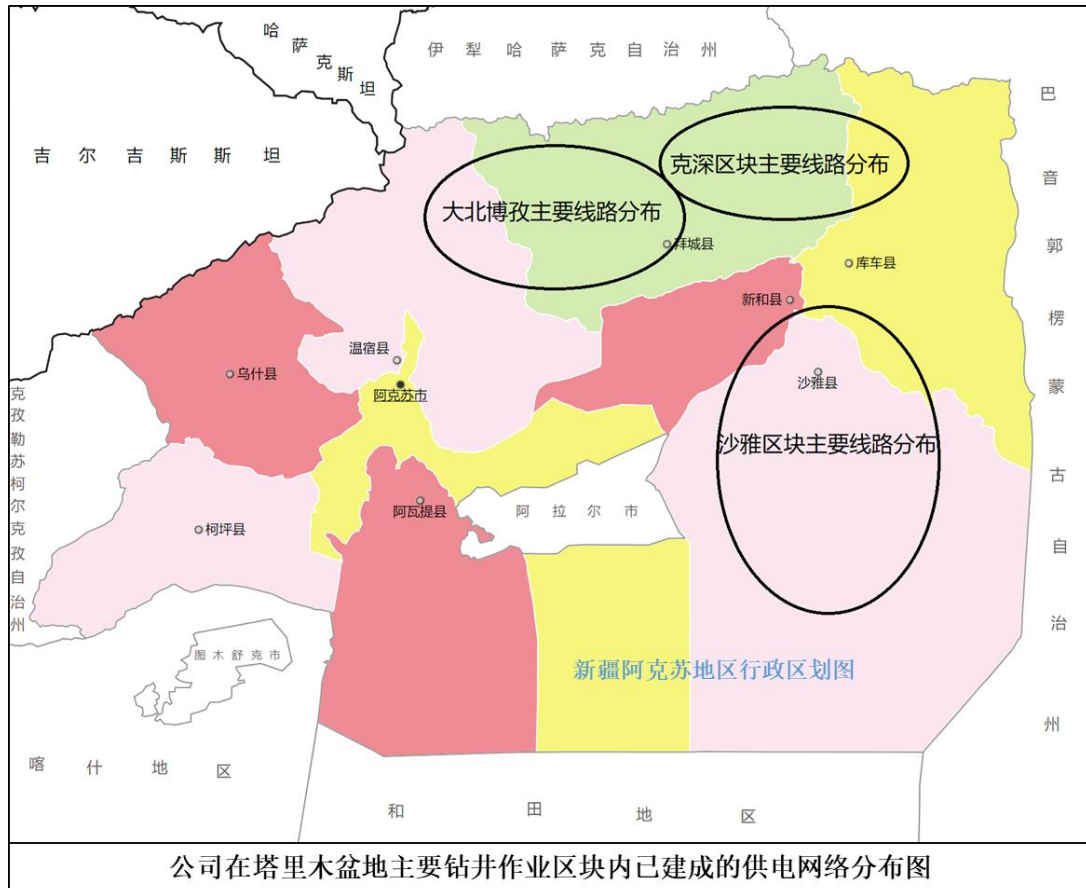 哈萨克斯坦
伊犁哈萨克自治州
吉尔吉斯斯坦
巴音郭楞蒙古自治州
克深区块主要线路分布
大北博孜主要线路分布
拜城县
库车县
新和县
温宿县
乌什县
阿克苏市
沙雅县
克孜勒苏柯尔克孜自治州
沙雅区块主要线路分布
阿瓦提县
阿拉尔市
柯坪县
图木舒克市
新疆阿克苏地区行政区划图
喀什地区
和田地区
公司在塔里木盆地主要钻井作业区块内已建成的供电网络分布图